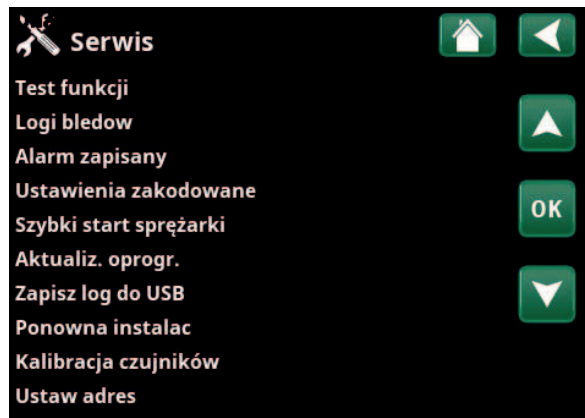 Serwis
Test funkcji
Logi bledow
Alarm zapisany
Ustawienia zakodowane
OK
Szybki start sprężarki
Aktualiz. oprogr.
Zapisz log do USB
Ponowna instalac
Kalibracja czujników
Ustaw adres